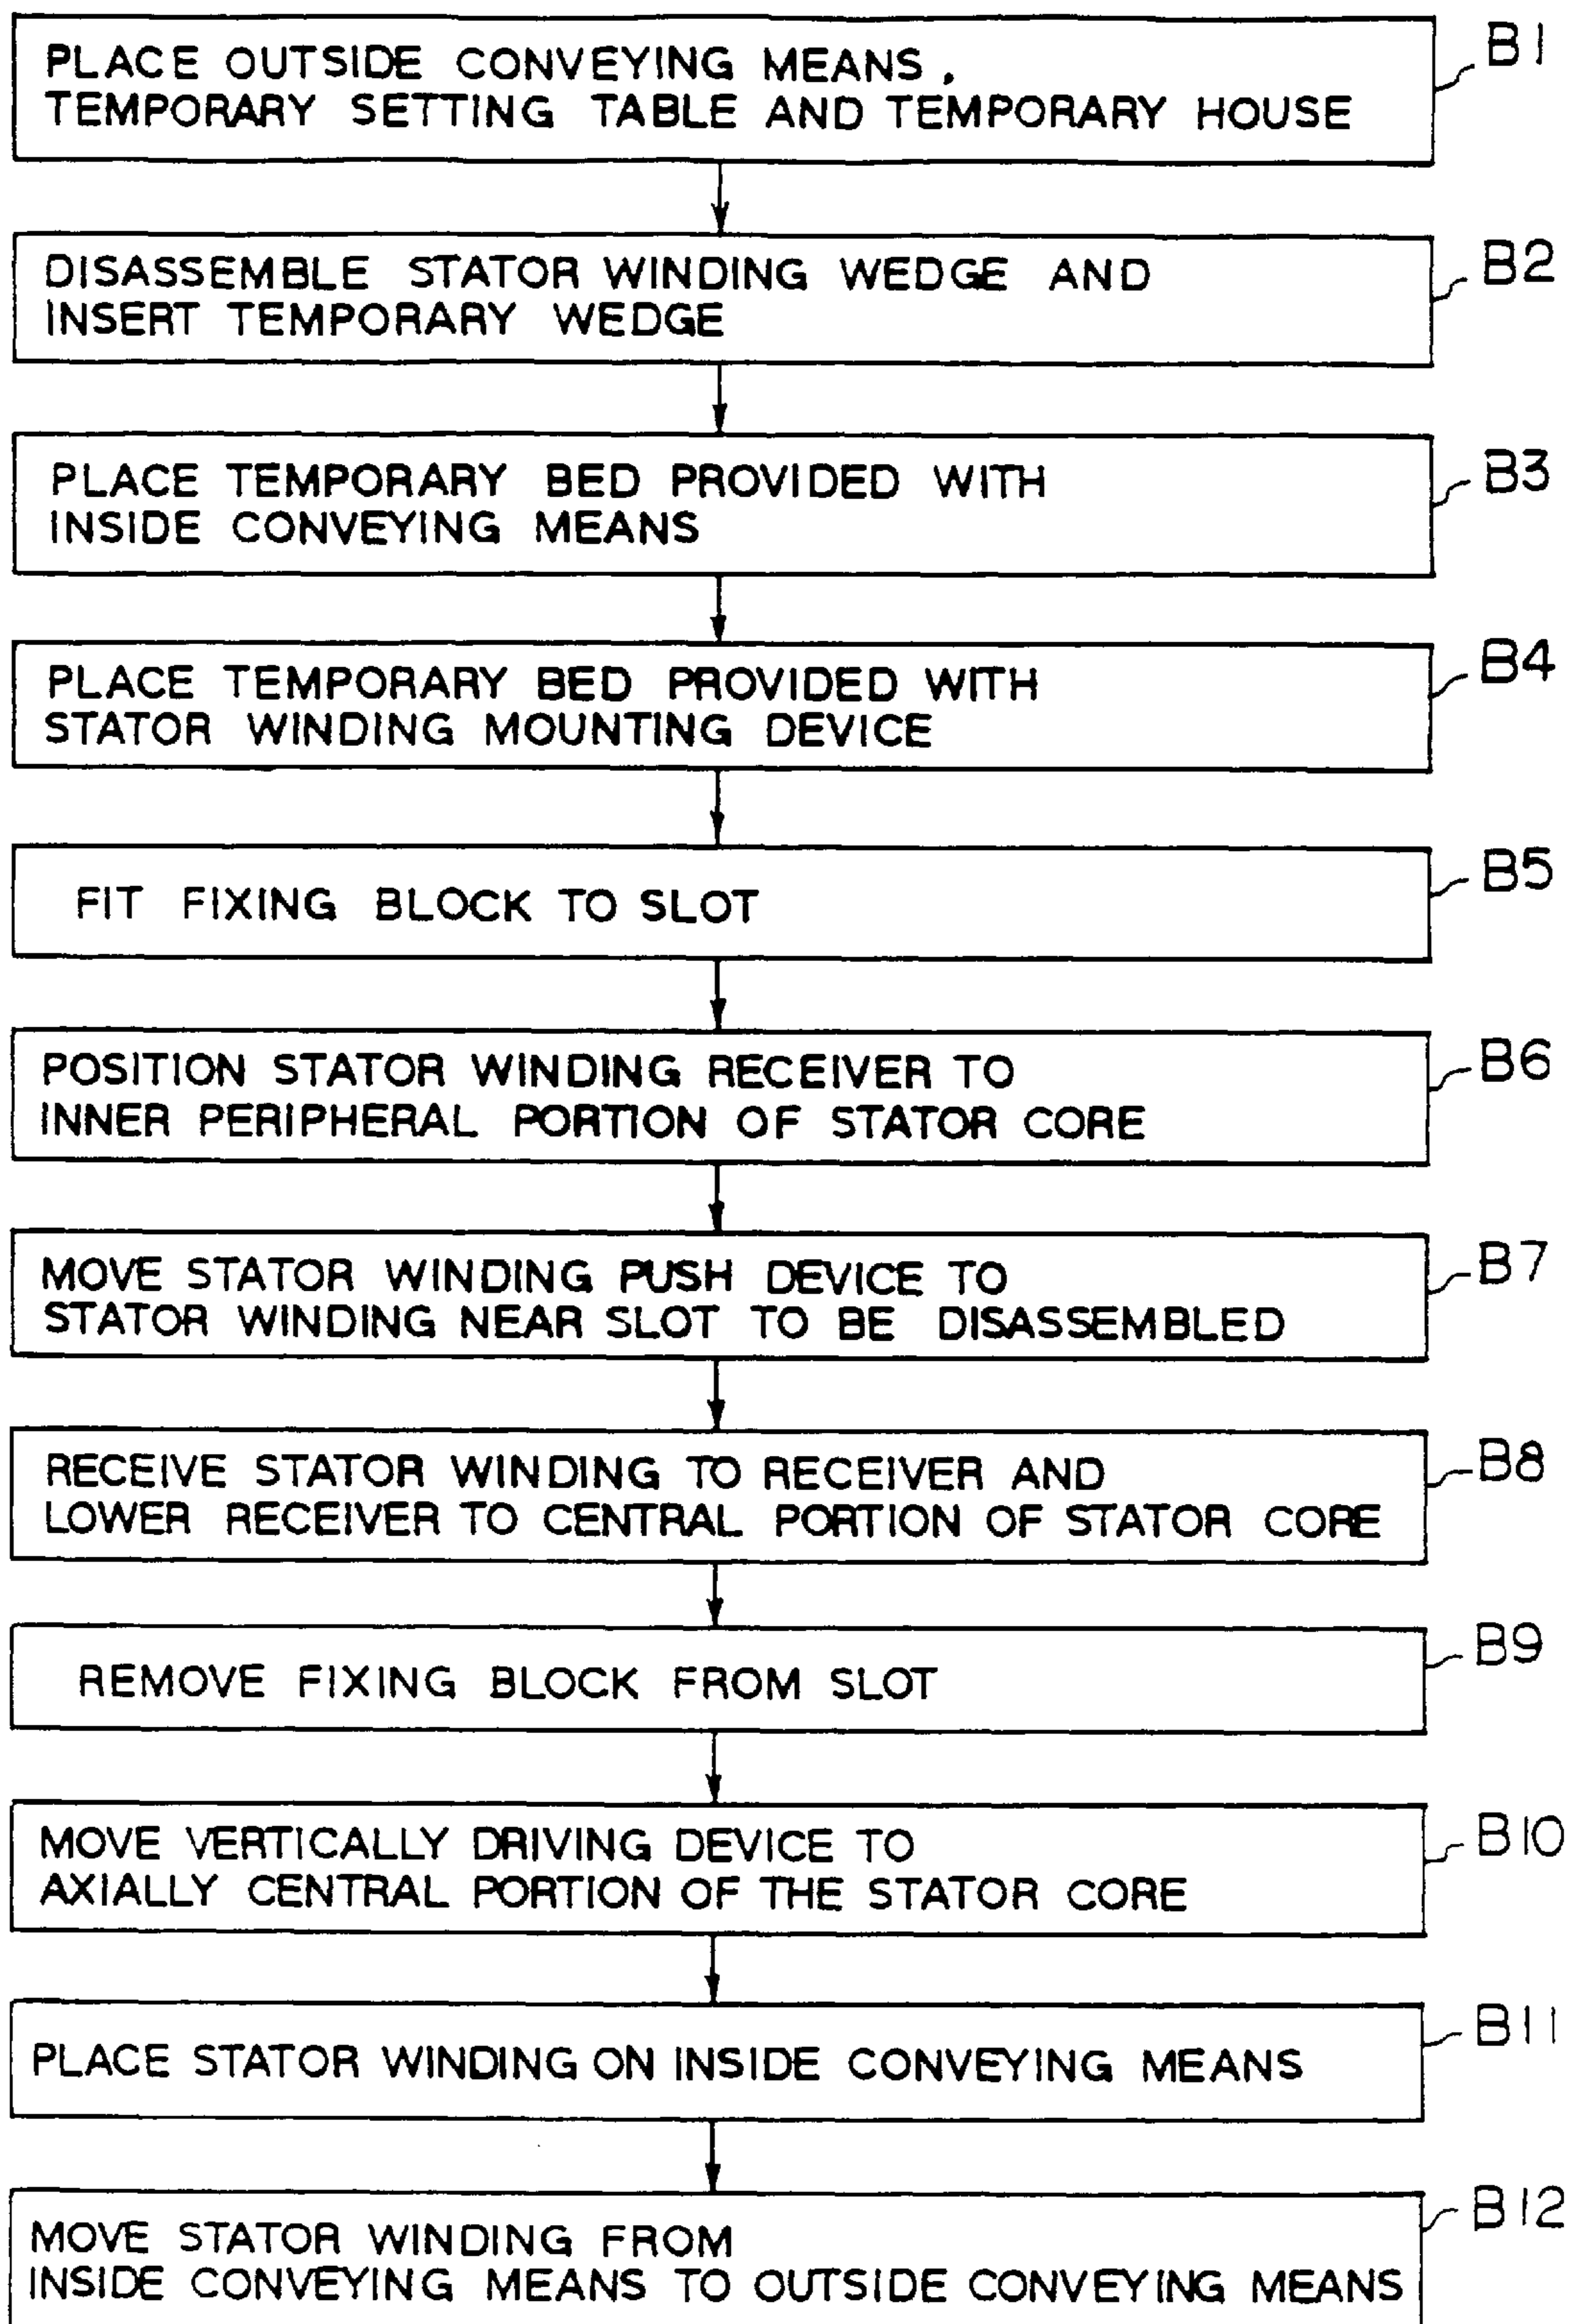 PLACE OUTSIDE CONVEYING MEANS,
TEMPORARY SETTING TABLE AND TEMPORARY HOUSE
B1
DISASSEMBLE STATOR WINDING WEDGE AND
INSERT TEMPORARY WEDGE
B2
PLACE TEMPORARY BED PROVIDED WITH
INSIDE CONVEYING MEANS
B3
PLACE TEMPORARY BED PROVIDED WITH
STATOR WINDING MOUNTING DEVICE
B4
FIT FIXING BLOCK TO SLOT
B5
POSITION STATOR WINDING RECEIVER TO
INNER PERIPHERAL PORTION OF STATOR CORE
B6
MOVE STATOR WINDING PUSH DEVICE TO
STATOR WINDING NEAR SLOT TO BE DISASSEMBLED
B7
RECEIVE STATOR WINDING TO RECEIVER AND
LOWER RECEIVER TO CENTRAL PORTION OF STATOR CORE
B8
REMOVE FIXING BLOCK FROM SLOT
B9
MOVE VERTICALLY DRIVING DEVICE TO
AXIALLY CENTRAL PORTION OF THE STATOR CORE
B10
PLACE STATOR WINDING ON INSIDE CONVEYING MEANS
B11
MOVE STATOR WINDING FROM
INSIDE CONVEYING MEANS TO OUTSIDE CONVEYING MEANS
B12